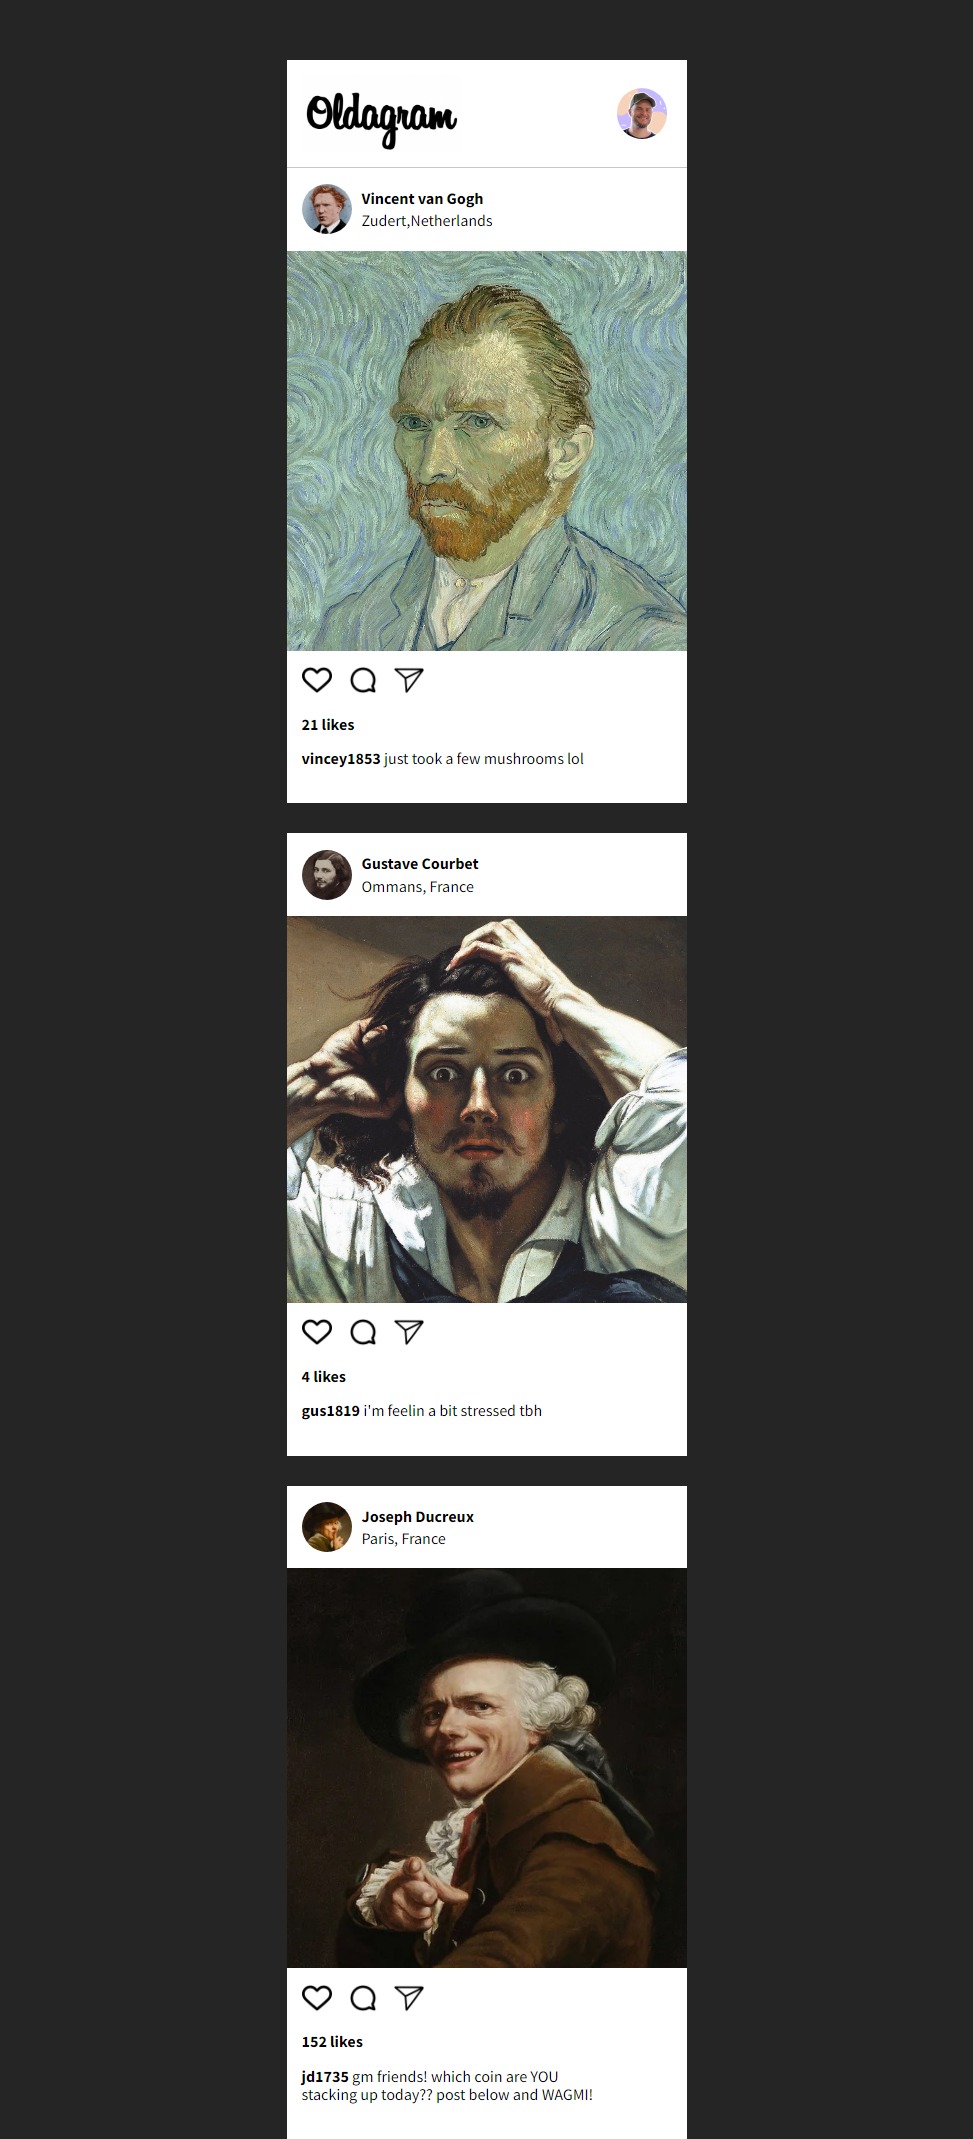 Oldagram
Vincent van Gogh
Zudert,Netherlands
21 likes
vincey1853 just took a few mushrooms lol
Gustave Courbet
Ommans, France
4 likes
gus1819 i'm feelin a bit stressed tbh
Joseph Ducreux
Paris, France
152 likes
jd1735 gm friends! which coin are YOU
stacking up today?? post below and WAGMI!